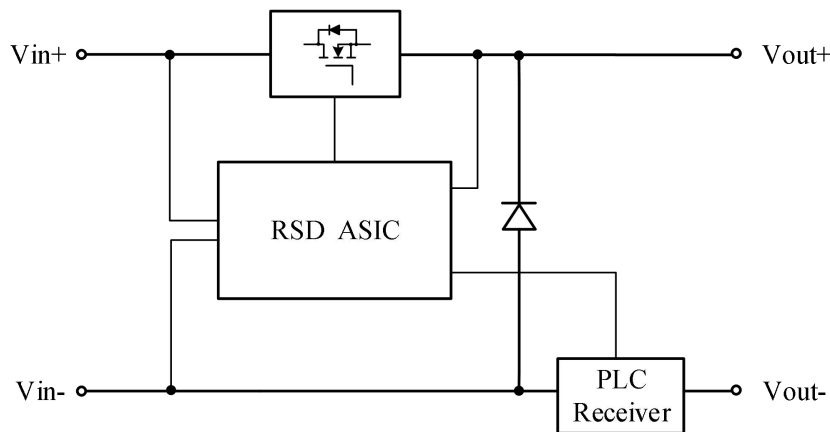 Vin+
Vout+
RSD ASIC
Vin-
PLC
Receiver
Vout-